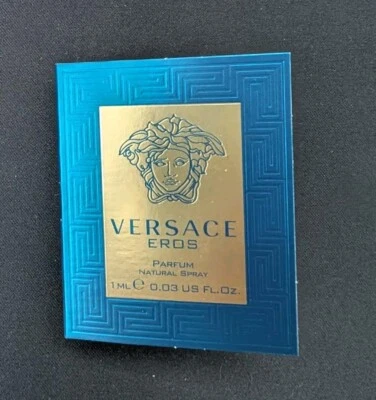 VERSACE
EROS
PARFUM
NATURAL SPRAY
1 ML ℮ 0.03 US FL.OZ.